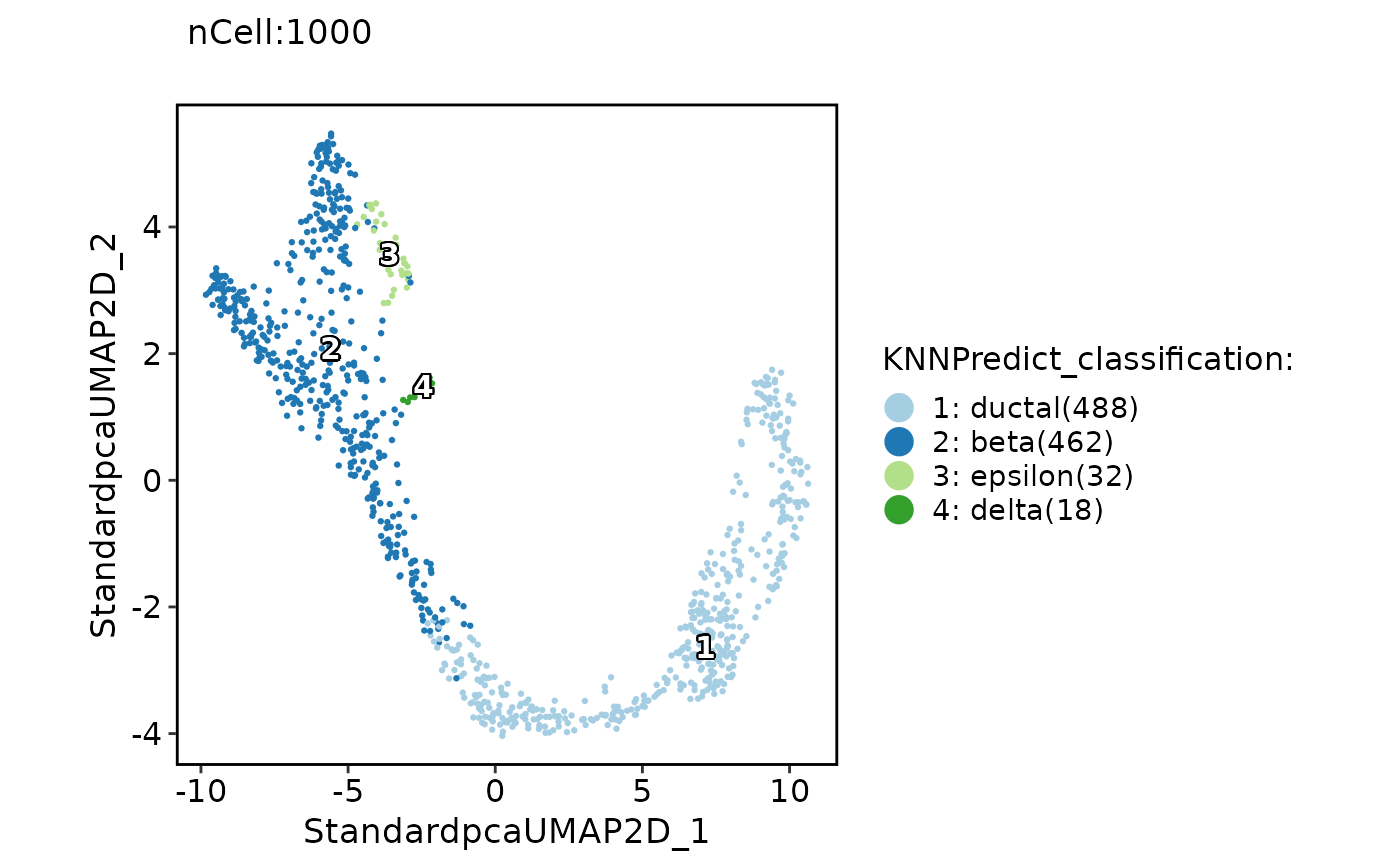 nCell:1000
StandardpcaUMAP2D_2
4
2
0
-2
-4
3
2
4
1
-10
-5
0
5
10
StandardpcaUMAP2D_1
KNNPredict_classification:
1: ductal(488)
2: beta(462)
3: epsilon(32)
4: delta(18)